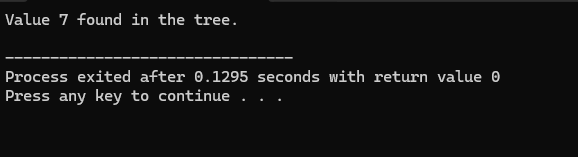 Value 7 found in the tree.
--------------------------------
Process exited after 0.1295 seconds with return value 0
Press any key to continue . . .